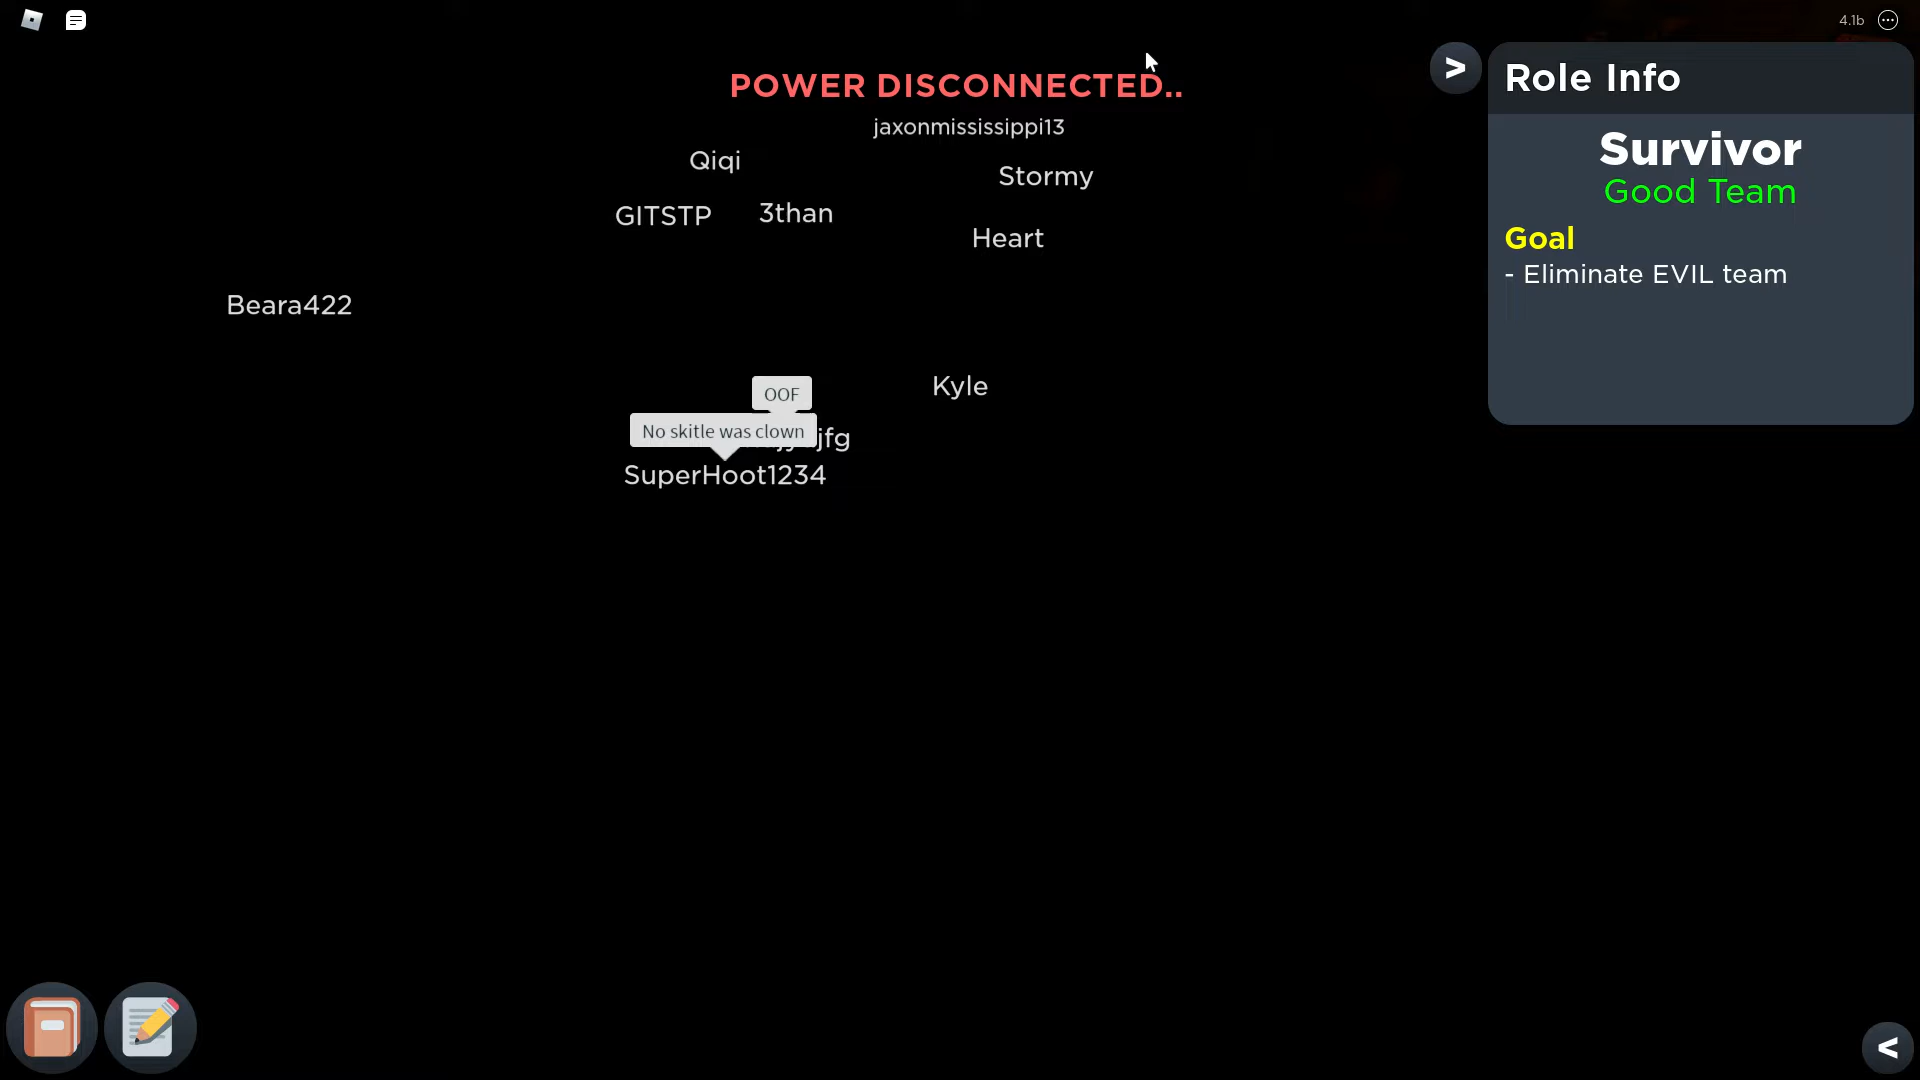 4.1b
POWER DISCONNECTED..
jaxonmississippi13
Qiqi
Stormy
GITSTP
3than
Heart
Beara422
Kyle
OOF
No skitle was clown
SuperHoot1234
>
Role Info
Survivor
Good Team
Goal
- Eliminate EVIL team
<